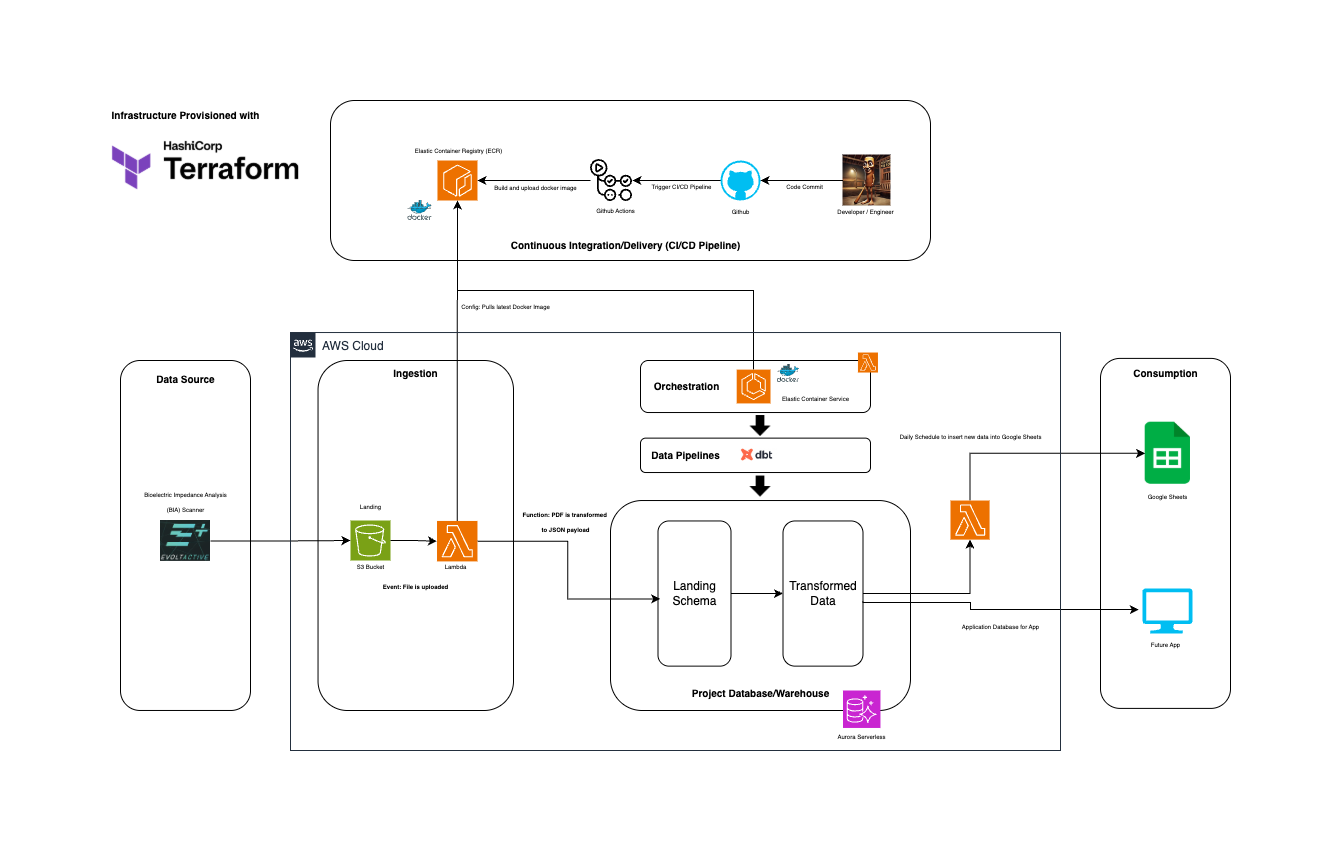 Infrastructure Provisioned with
HashiCorp
Terraform
Elastic Container Registry (ECR)
docker
Build and upload docker image
Github Actions
Trigger CI/CD Pipeline
Github
Code Commit
Developer / Engineer
Continuous Integration/Delivery (CI/CD Pipeline)
Config: Pulls latest Docker Image
aws
AWS Cloud
Data Source
Bioelectric Impedance Analysis
(BIA) Scanner
EVOLTACTIVE
Ingestion
Landing
S3 Bucket
Lambda
Event: File is uploaded
Function: PDF is transformed
to JSON payload
Orchestration
docker
Elastic Container Service
Data Pipelines
dbt
Landing
Schema
Transformed
Data
Project Database/Warehouse
Aurora Serverless
Daily Schedule to insert new data into Google Sheets
Application Database for App
Consumption
Google Sheets
Future App